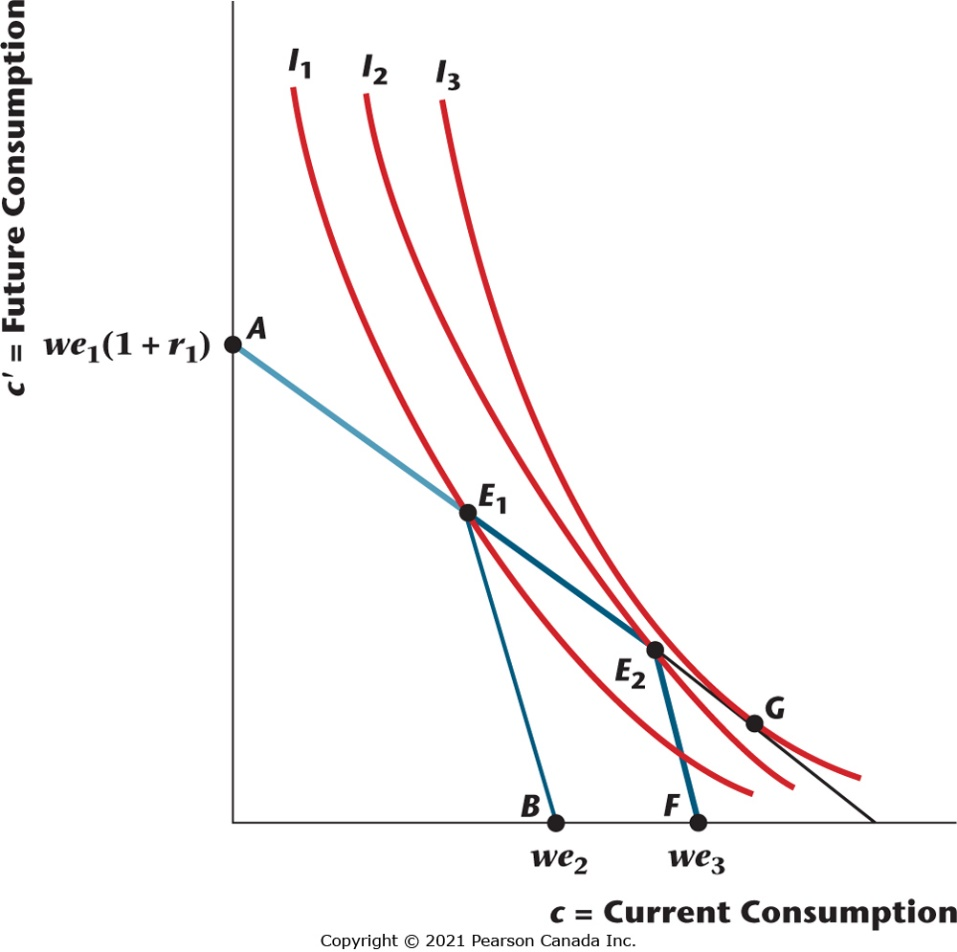 c' = Future Consumption
I1
I2
I3
A
we1(1 + r1)
E1
E2
G
B
F
we2
we3
c = Current Consumption
Copyright © 2021 Pearson Canada Inc.